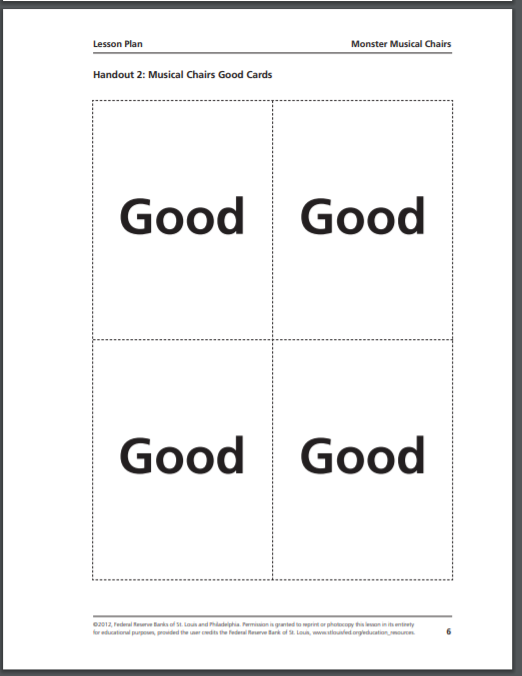 Lesson Plan Monster Musical Chairs
Handout 2: Musical Chairs Good Cards
Good Good
Good Good
©2012, Federal Reserve Banks of St. Louis and Philadelphia. Permission is granted to reprint or photocopy this lesson in its entirety
for educational purposes, provided the user credits the Federal Reserve Bank of St. Louis, www.stlouisfed.org/education_resources. 6